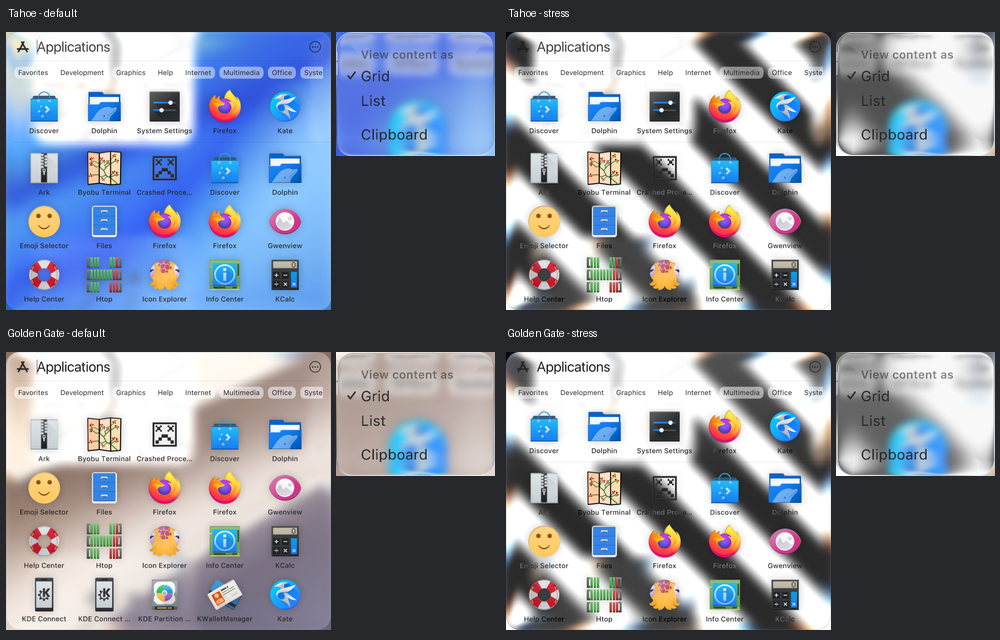 Tahoe - default
Applications
Favorites Development Graphics Help Internet Multimedia Office Syste
Discover Dolphin System Settings Firefox Kate
Ark Byobu Terminal Crashed Proce... Discover Dolphin
Emoji Selector Files Firefox Firefox Gwenview
Help Center Htop Icon Explorer Info Center KCalc
View content as
Grid
List
Clipboard
Tahoe - stress
Applications
Favorites Development Graphics Help Internet Multimedia Office Syste
Discover Dolphin System Settings Firefox Kate
Ark Byobu Terminal Crashed Proce... Discover Dolphin
Emoji Selector Files Firefox Firefox Gwenview
Help Center Htop Icon Explorer Info Center KCalc
View content as
Grid
List
Clipboard
Golden Gate - default
Applications
Favorites Development Graphics Help Internet Multimedia Office Syste
Ark Byobu Terminal Crashed Proce... Discover Dolphin
Emoji Selector Files Firefox Firefox Gwenview
Help Center Htop Icon Explorer Info Center KCalc
KDE Connect KDE Connect ... KDE Partition ... KWalletManager Kate
View content as
Grid
List
Clipboard
Golden Gate - stress
Applications
Favorites Development Graphics Help Internet Multimedia Office Syste
Discover Dolphin System Settings Firefox Kate
Ark Byobu Terminal Crashed Proce... Discover Dolphin
Emoji Selector Files Firefox Firefox Gwenview
Help Center Htop Icon Explorer Info Center KCalc
View content as
Grid
List
Clipboard